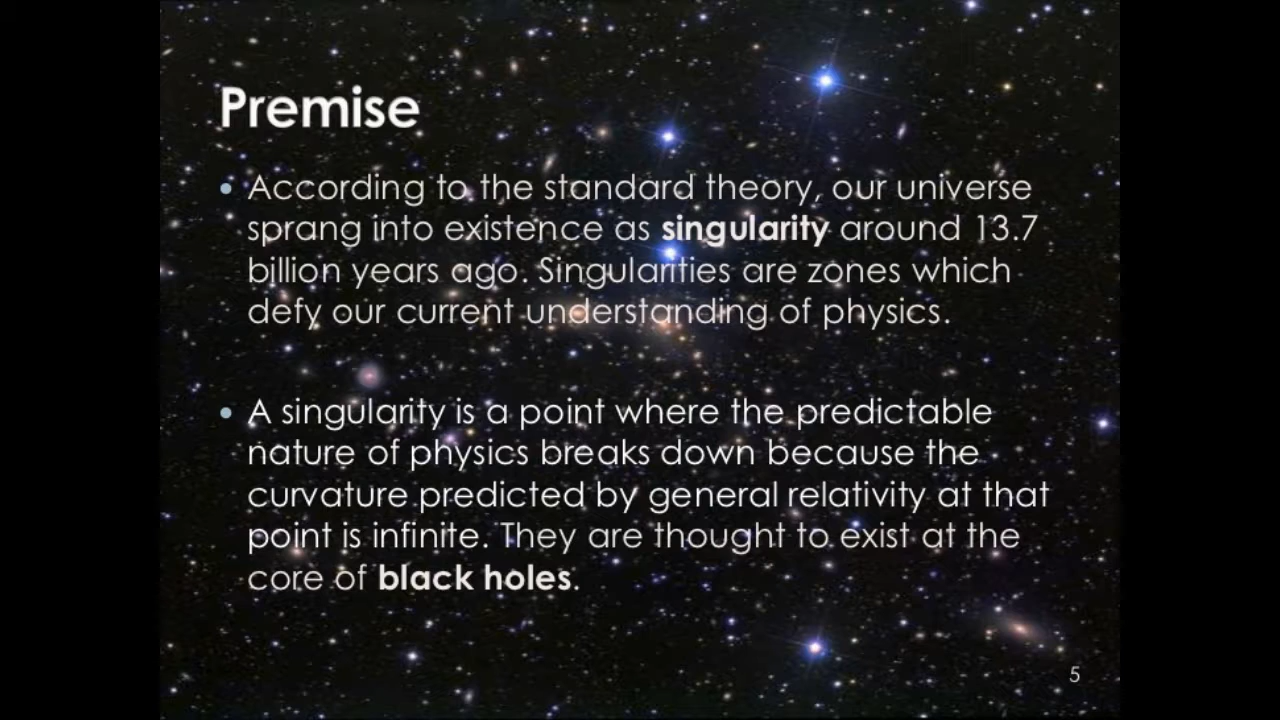 Premise
• According to the standard theory, our universe
sprang into existence as singularity around 13.7
billion years ago. Singularities are zones which
defy our current understanding of physics.
• A singularity is a point where the predictable
nature of physics breaks down because the
curvature predicted by general relativity at that
point is infinite. They are thought to exist at the
core of black holes.
5